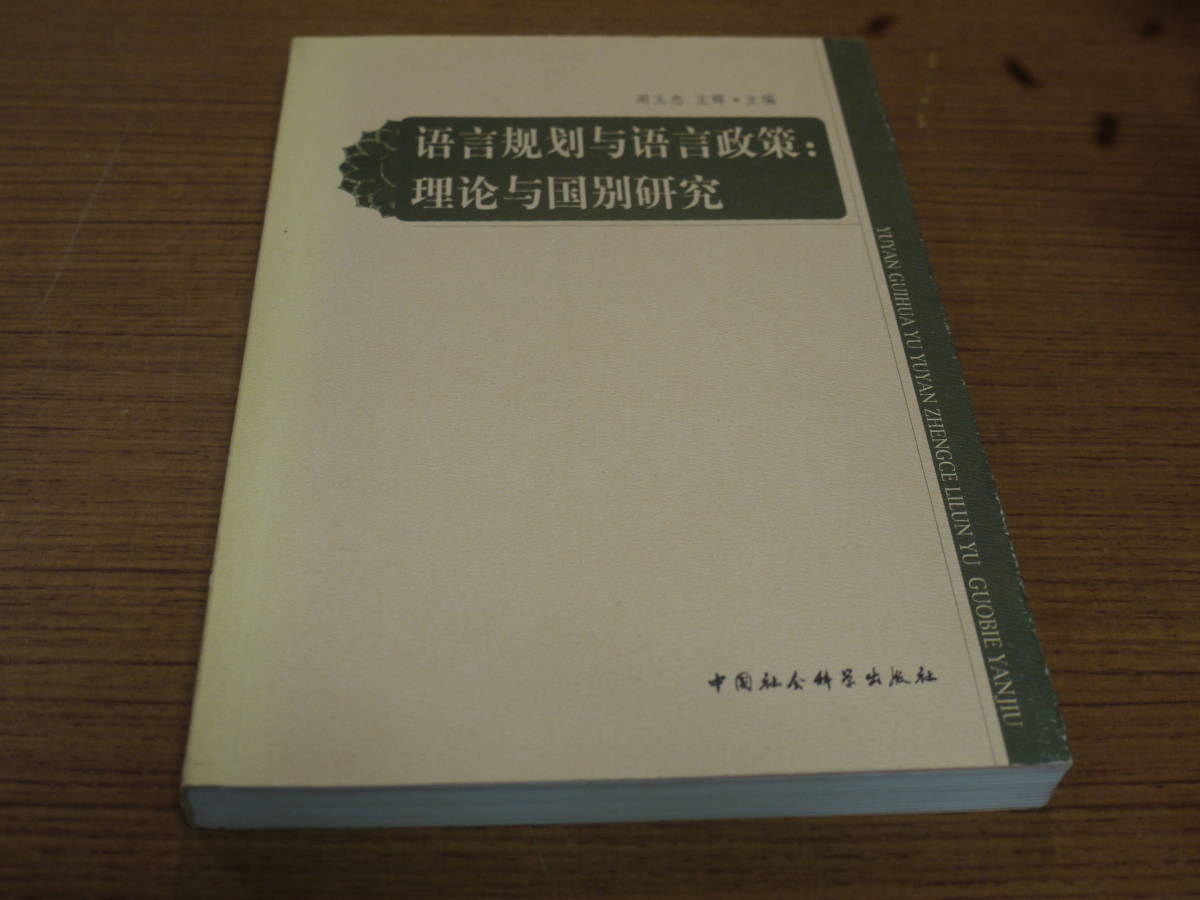 周玉忠 王辉·主编
语言规划与语言政策：
理论与国别研究
YUYAN GUIHUA YU YUYAN ZHENGCE LILUN YU GUOBIE YANJIU
中国社会科学出版社